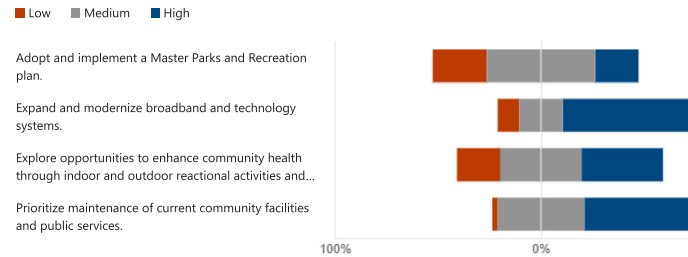 Low Medium High
Adopt and implement a Master Parks and Recreation
plan.
Expand and modernize broadband and technology
systems.
Explore opportunities to enhance community health
through indoor and outdoor reactional activities and...
Prioritize maintenance of current community facilities
and public services.
100% 0%